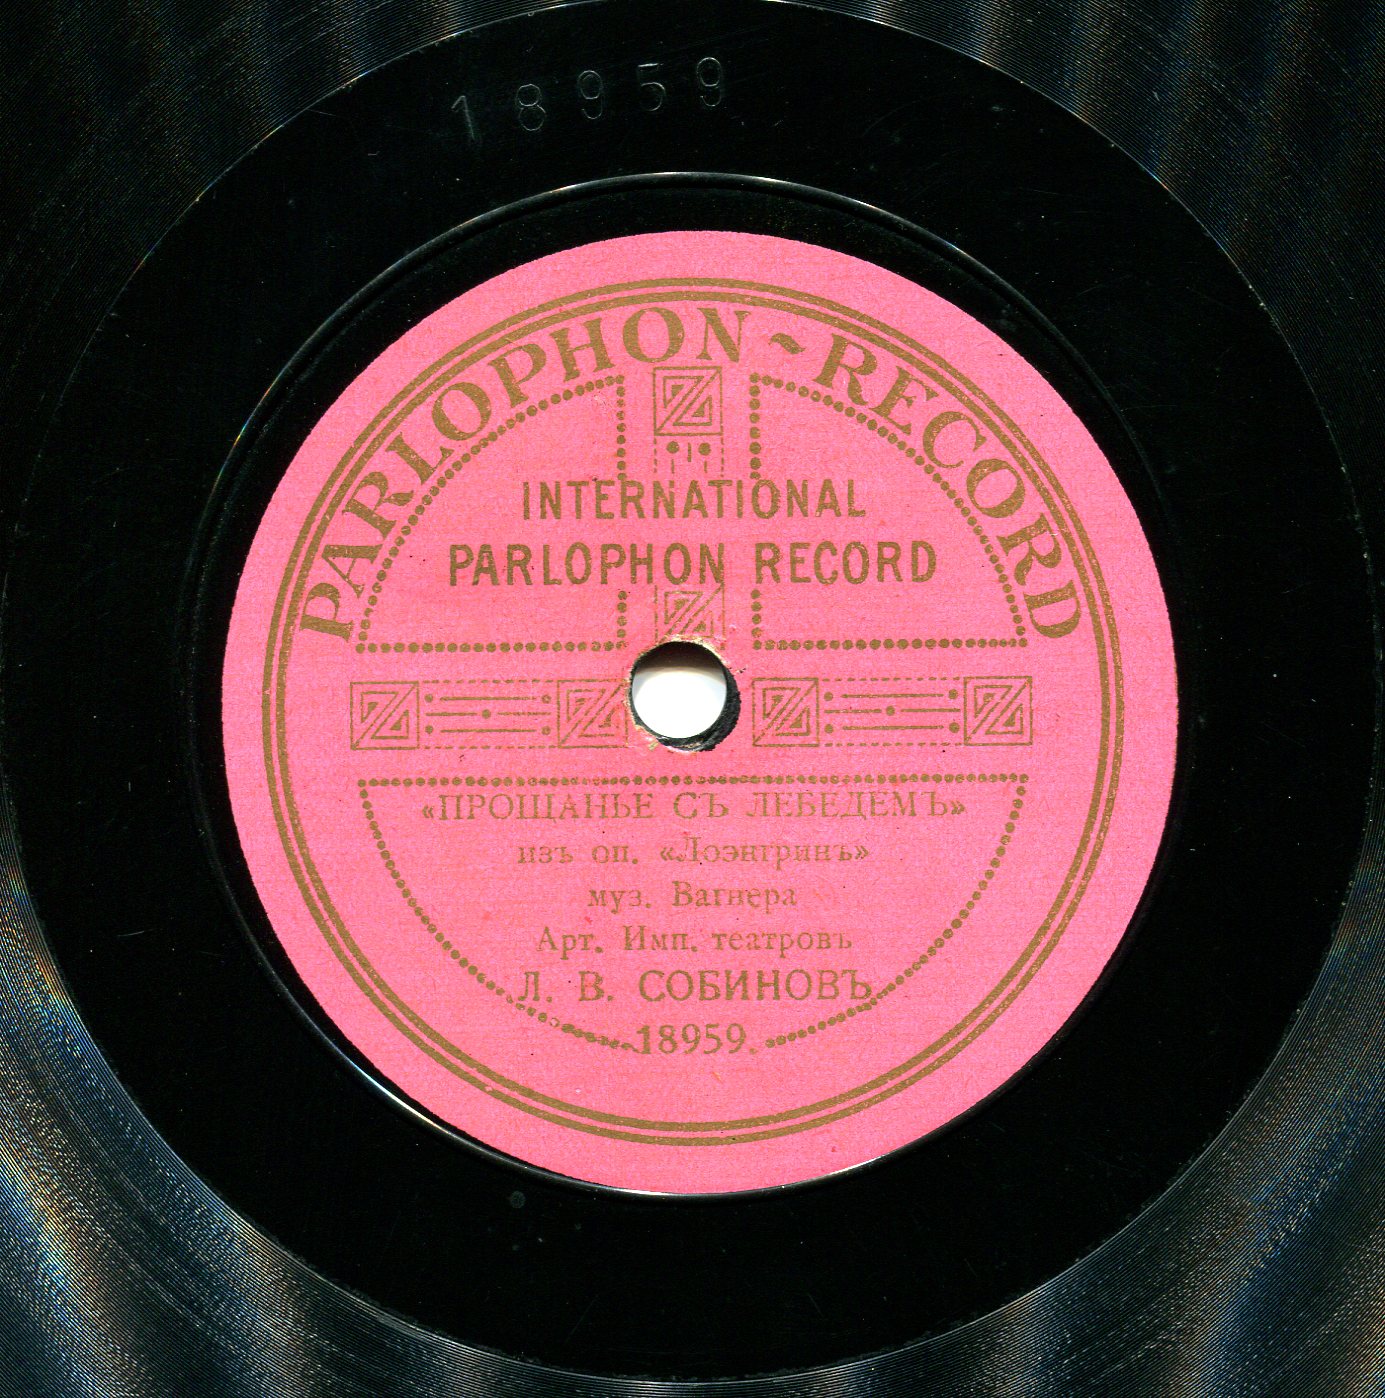 18959
PARLOPHON ~ RECORD
INTERNATIONAL
PARLOPHON RECORD
«ПРОЩАНЬЕ СЪ ЛЕБЕДЕМЪ»
изъ оп. «Лоэнгринъ»
муз. Вагнера
Арт. Имп. театровъ
Л. В. СОБИНОВЪ
18959.